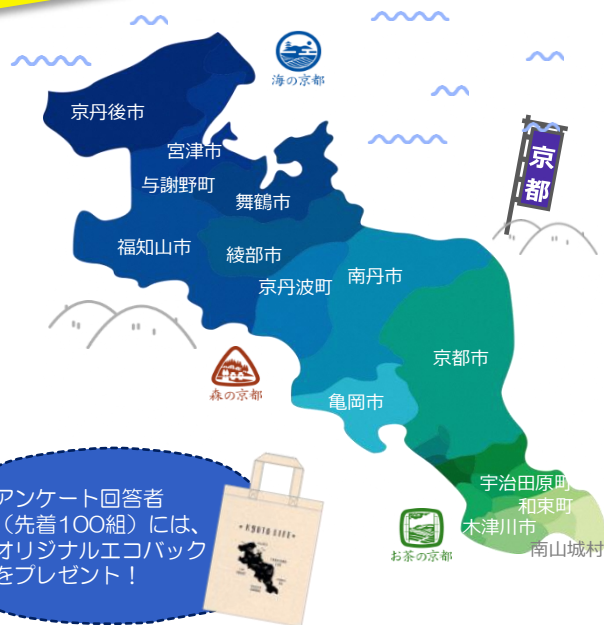 海の京都
京丹後市
宮津市
与謝野町
舞鶴市
京都
福知山市
綾部市
京丹波町
南丹市
京都市
森の京都
亀岡市
アンケート回答者
（先着100組）には、
オリジナルエコバック
をプレゼント！
KYOTO LIFE
宇治田原町
和束町
木津川市
南山城村
お茶の京都